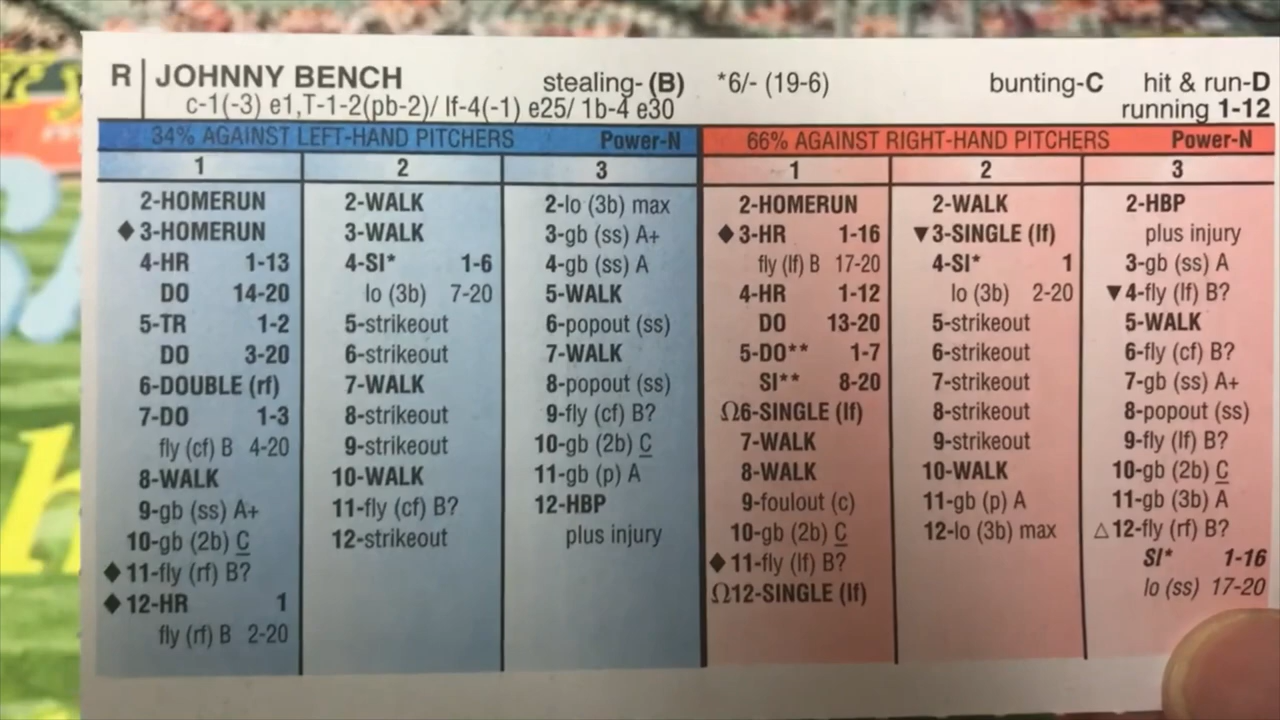 R JOHNNY BENCH stealing- (B) *6/- (19-6) bunting-C hit & run-D
c-1(-3) e1,T-1-2(pb-2)/ lf-4(-1) e25/ 1b-4 e30 running 1-12
34% AGAINST LEFT-HAND PITCHERS Power-N
1
2-HOMERUN
♦3-HOMERUN
4-HR 1-13
DO 14-20
5-TR 1-2
DO 3-20
6-DOUBLE (rf)
7-DO 1-3
fly (cf) B 4-20
8-WALK
9-gb (ss) A+
10-gb (2b) C
♦11-fly (rf) B?
♦12-HR 1
fly (rf) B 2-20
2
2-WALK
3-WALK
4-SI* 1-6
lo (3b) 7-20
5-strikeout
6-strikeout
7-WALK
8-strikeout
9-strikeout
10-WALK
11-fly (cf) B?
12-strikeout
3
2-lo (3b) max
3-gb (ss) A+
4-gb (ss) A
5-WALK
6-popout (ss)
7-WALK
8-popout (ss)
9-fly (cf) B?
10-gb (2b) C
11-gb (p) A
12-HBP
plus injury
66% AGAINST RIGHT-HAND PITCHERS Power-N
1
2-HOMERUN
♦3-HR 1-16
fly (lf) B 17-20
4-HR 1-12
DO 13-20
5-DO** 1-7
SI** 8-20
Ω6-SINGLE (lf)
7-WALK
8-WALK
9-foulout (c)
10-gb (2b) C
♦11-fly (lf) B?
Ω12-SINGLE (lf)
2
2-WALK
▼3-SINGLE (lf)
4-SI* 1
lo (3b) 2-20
5-strikeout
6-strikeout
7-strikeout
8-strikeout
9-strikeout
10-WALK
11-gb (p) A
12-lo (3b) max
3
2-HBP
plus injury
3-gb (ss) A
▼4-fly (lf) B?
5-WALK
6-fly (cf) B?
7-gb (ss) A+
8-popout (ss)
9-fly (lf) B?
10-gb (2b) C
11-gb (3b) A
△12-fly (rf) B?
SI* 1-16
lo (ss) 17-20